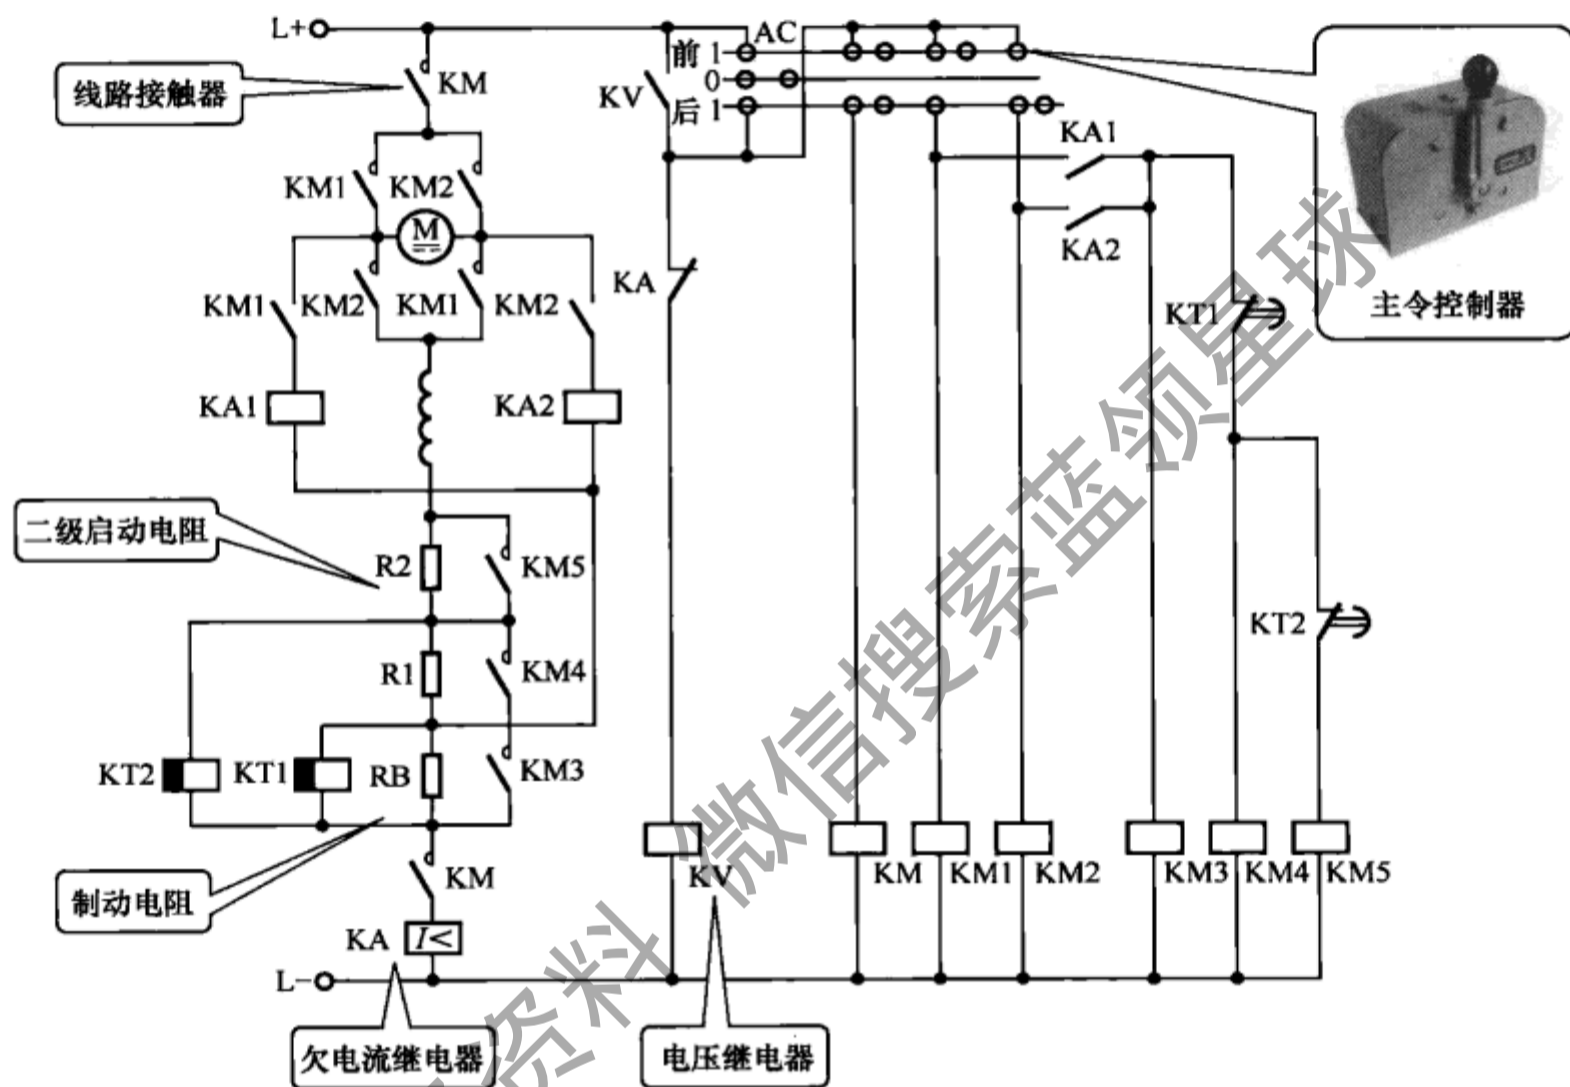 L+
AC
前 1
0
后 1
线路接触器
KM
KV
KM1
KM2
M
KA1
KA2
KM1
KM2
KM1
KM2
KA
KT1
主令控制器
KA1
KA2
二级启动电阻
R2
KM5
R1
KM4
KT2
KT2
KT1
RB
KM3
制动电阻
KM
KA
I<
KV
KM
KM1
KM2
KM3
KM4
KM5
L-
欠电流继电器
电压继电器
资料 微信搜索蓝领星球